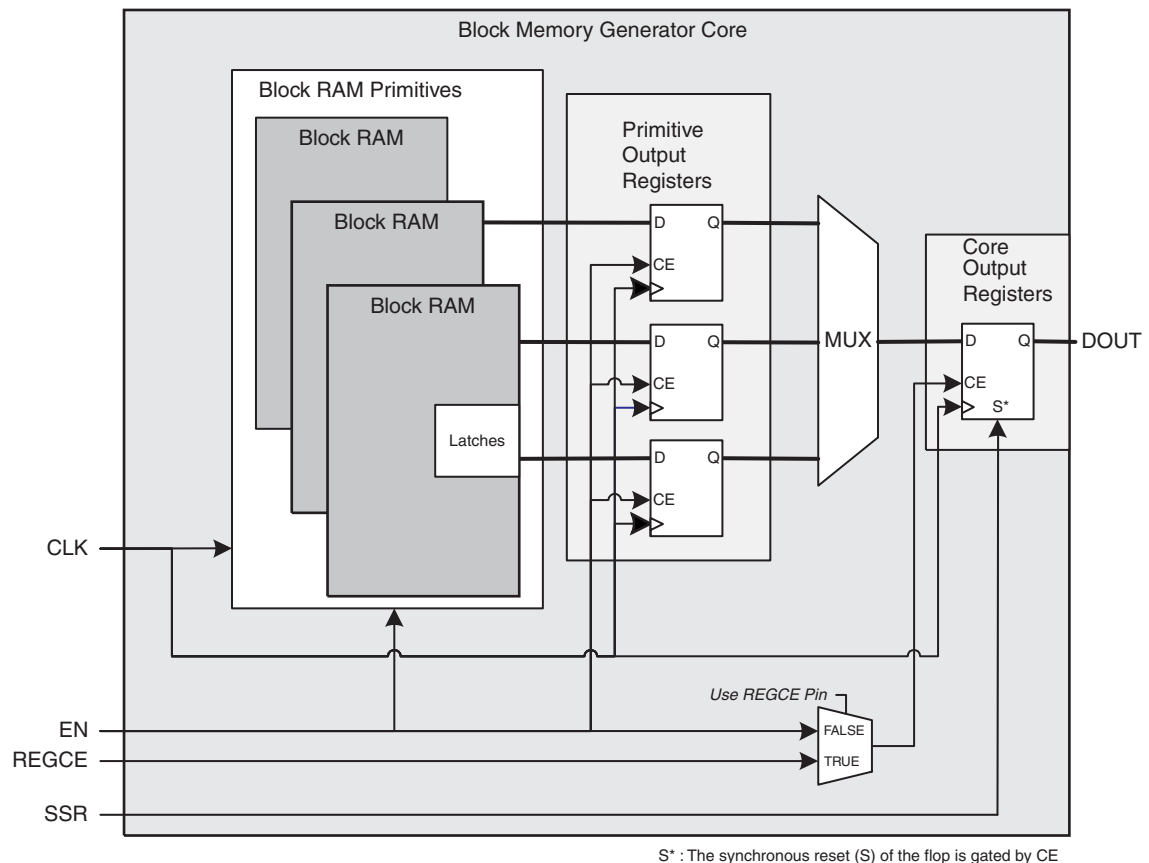 Block Memory Generator Core
Block RAM Primitives
Block RAM
Block RAM
Block RAM
Latches
Primitive
Output
Registers
D Q
CE
D Q
CE
D Q
CE
MUX
Core
Output
Registers
D Q
CE
S*
DOUT
CLK
Use REGCE Pin
EN
FALSE
REGCE
TRUE
SSR
S* : The synchronous reset (S) of the flop is gated by CE